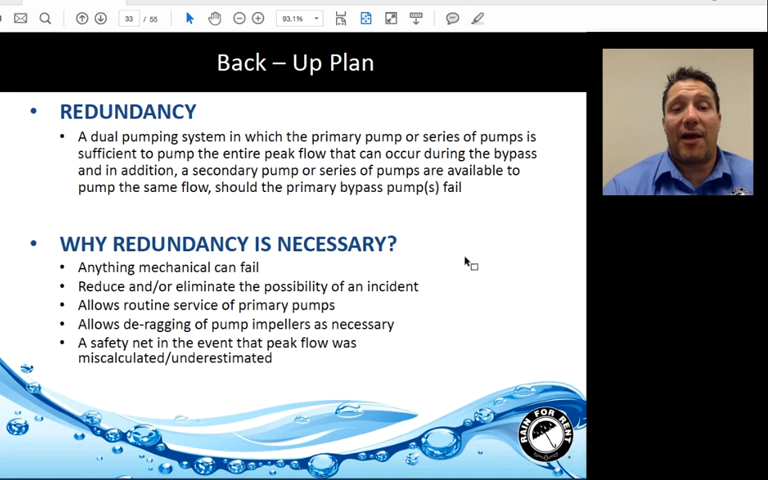 33 / 55
93.1%
Back – Up Plan
• REDUNDANCY
• A dual pumping system in which the primary pump or series of pumps is
sufficient to pump the entire peak flow that can occur during the bypass
and in addition, a secondary pump or series of pumps are available to
pump the same flow, should the primary bypass pump(s) fail
• WHY REDUNDANCY IS NECESSARY?
• Anything mechanical can fail
• Reduce and/or eliminate the possibility of an incident
• Allows routine service of primary pumps
• Allows de-ragging of pump impellers as necessary
• A safety net in the event that peak flow was
miscalculated/underestimated
RAIN FOR RENT